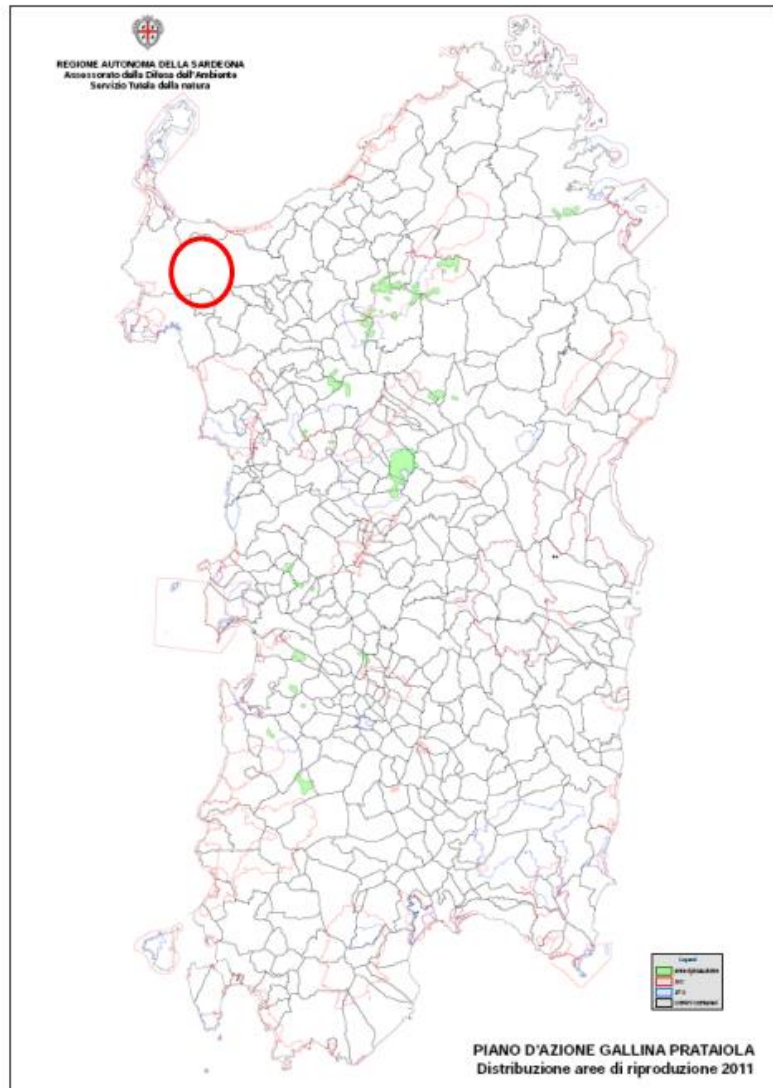 REGIONE AUTONOMA DELLA SARDEGNA
Assessorato della Difesa dell'Ambiente
Servizio Tutela della natura
PIANO D'AZIONE GALLINA PRATAIOLA
Distribuzione aree di riproduzione 2011